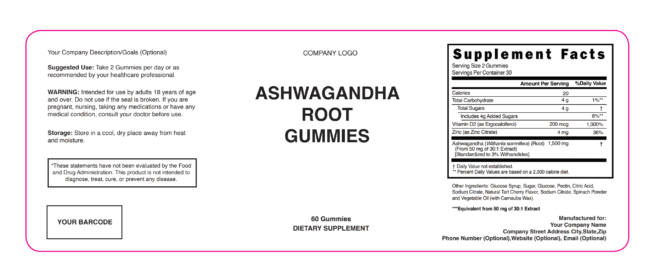 Your Company Description/Goals (Optional)
Suggested Use: Take 2 Gummies per day or as
recommended by your healthcare professional.
WARNING: Intended for use by adults 18 years of age
and over. Do not use if the seal is broken. If you are
pregnant, nursing, taking any medications or have any
medical condition, consult your doctor before use.
Storage: Store in a cool, dry place away from heat
and moisture.
*These statements have not been evaluated by the Food
and Drug Administration. This product is not intended to
diagnose, treat, cure, or prevent any disease.
YOUR BARCODE
COMPANY LOGO
ASHWAGANDHA
ROOT
GUMMIES
60 Gummies
DIETARY SUPPLEMENT
Supplement Facts
Serving Size 2 Gummies
Servings Per Container 30
Amount Per Serving %Daily Value
Calories 20
Total Carbohydrate 4 g 1%**
Total Sugars 4 g †
Includes 4g Added Sugars 8%**
Vitamin D2 (as Ergocalciferol) 200 mcg 1,000%
Zinc (as Zinc Citrate) 4 mg 36%
Ashwagandha (Withania somnifera) (Root) 1,500 mg †
(From 50 mg of 30:1 Extract)
[Standardized to 3% Withanolides]
† Daily Value not established.
** Percent Daily Values are based on a 2,000 calorie diet.
Other Ingredients: Glucose Syrup, Sugar, Glucose, Pectin, Citric Acid,
Sodium Citrate, Natural Tart Cherry Flavor, Sodium Citrate, Spinach Powder
and Vegetable Oil (with Carnauba Wax).
***Equivalent from 50 mg of 30:1 Extract
Manufactured for:
Your Company Name
Company Street Address City,State,Zip
Phone Number (Optional),Website (Optional), Email (Optional)